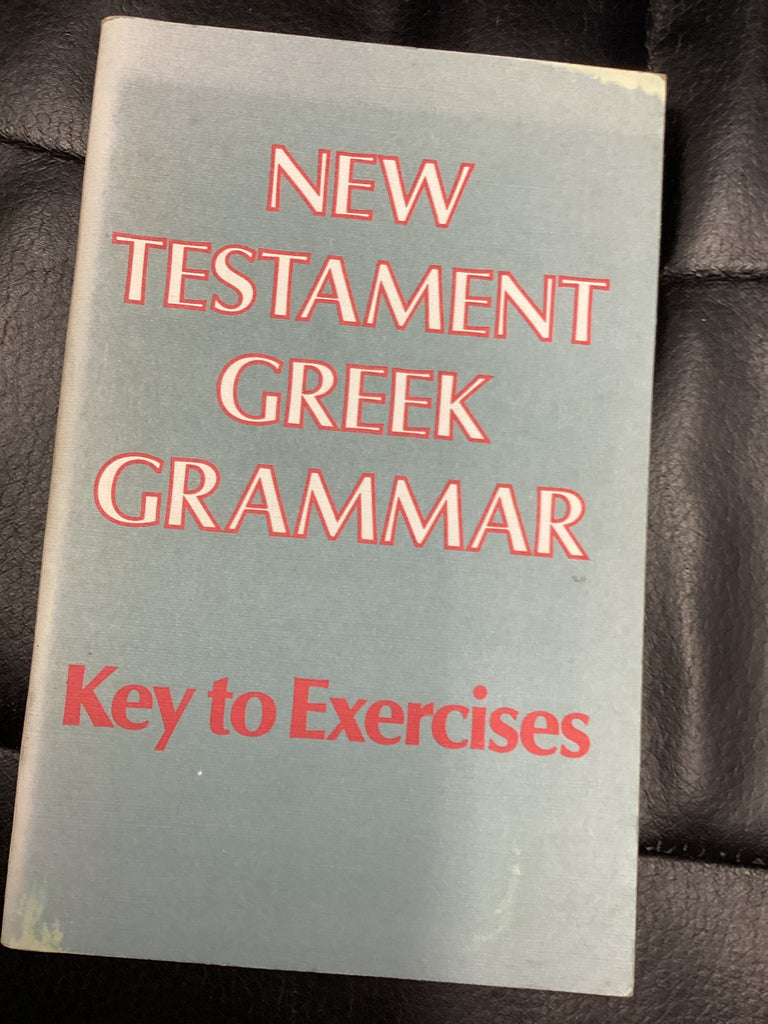 NEW
TESTAMENT
GREEK
GRAMMAR
Key to Exercises